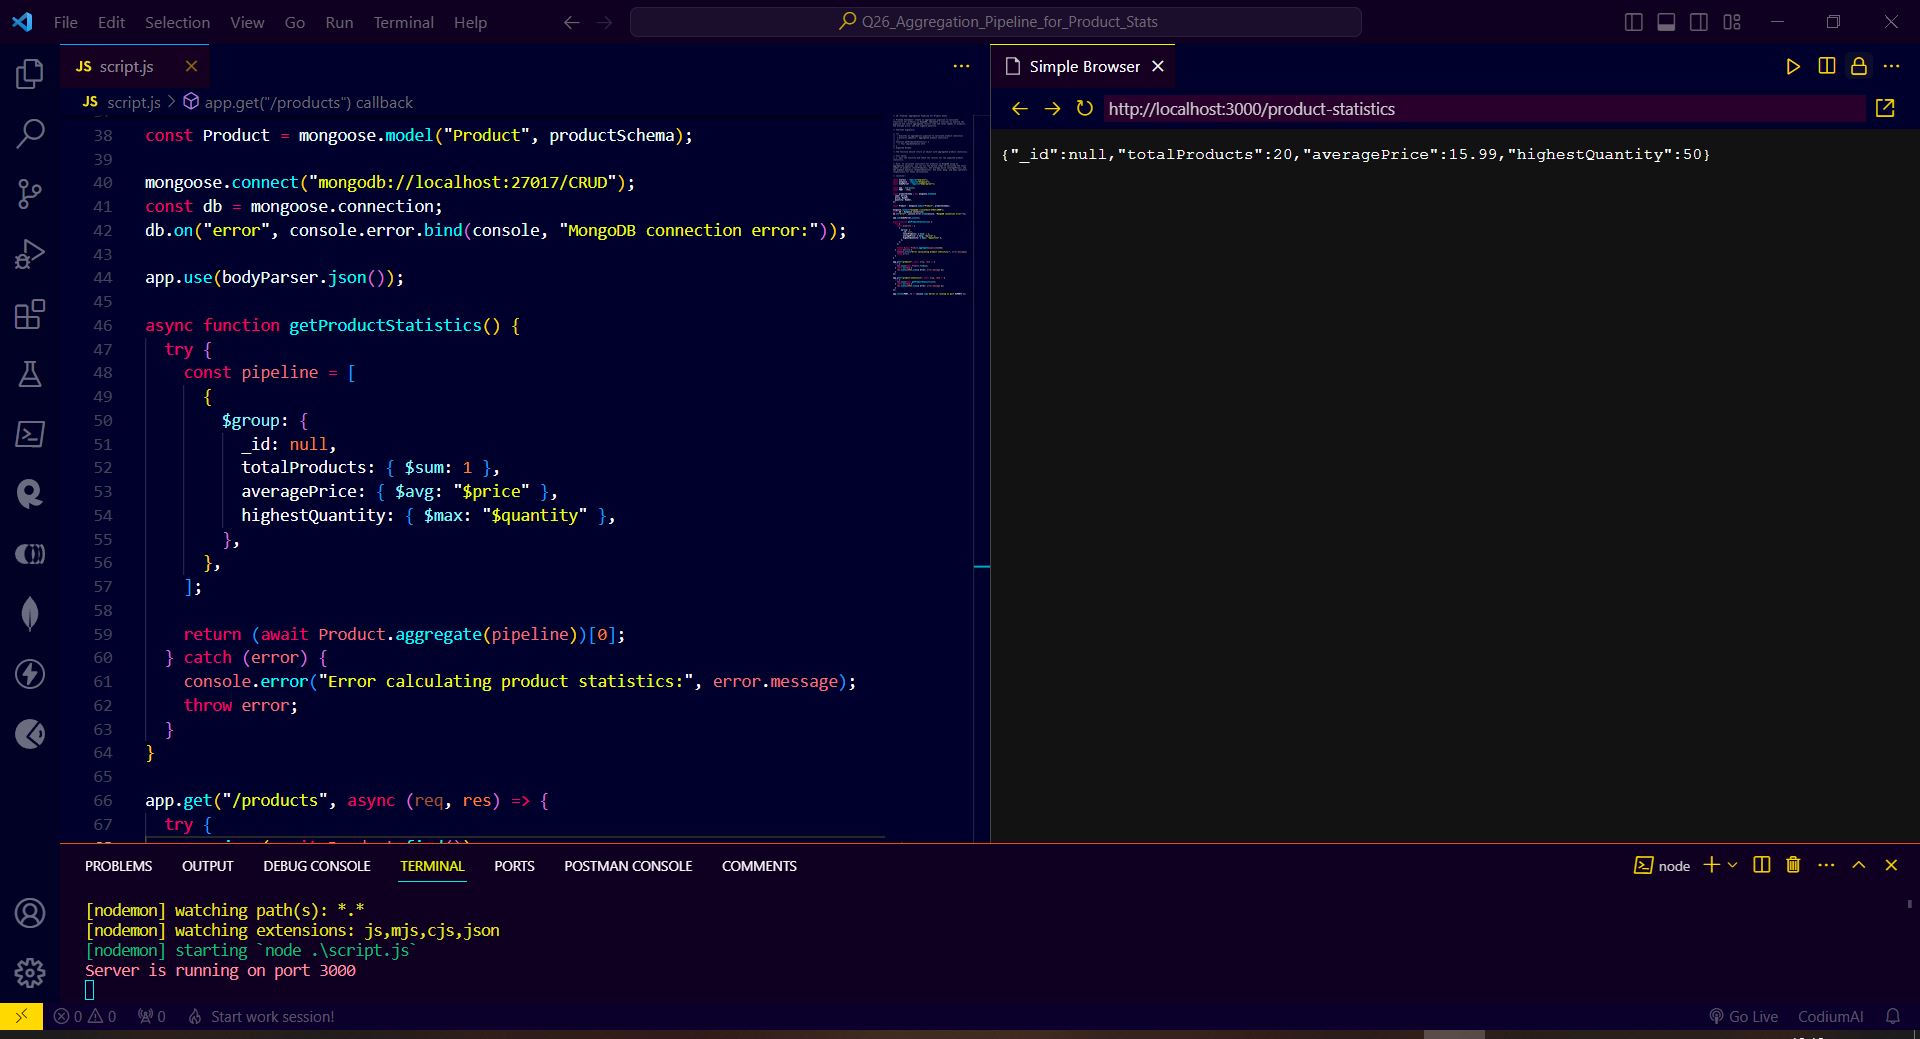 File Edit Selection View Go Run Terminal Help
Q26_Aggregation_Pipeline_for_Product_Stats
JS script.js
JS script.js > app.get("/products") callback
38 const Product = mongoose.model("Product", productSchema);
39
40 mongoose.connect("mongodb://localhost:27017/CRUD");
41 const db = mongoose.connection;
42 db.on("error", console.error.bind(console, "MongoDB connection error:"));
43
44 app.use(bodyParser.json());
45
46 async function getProductStatistics() {
47 try {
48 const pipeline = [
49 {
50 $group: {
51 _id: null,
52 totalProducts: { $sum: 1 },
53 averagePrice: { $avg: "$price" },
54 highestQuantity: { $max: "$quantity" },
55 },
56 },
57 ];
58
59 return (await Product.aggregate(pipeline))[0];
60 } catch (error) {
61 console.error("Error calculating product statistics:", error.message);
62 throw error;
63 }
64 }
65
66 app.get("/products", async (req, res) => {
67 try {
Simple Browser
http://localhost:3000/product-statistics
{"_id":null,"totalProducts":20,"averagePrice":15.99,"highestQuantity":50}
PROBLEMS OUTPUT DEBUG CONSOLE TERMINAL PORTS POSTMAN CONSOLE COMMENTS
node
[nodemon] watching path(s): *.*
[nodemon] watching extensions: js,mjs,cjs,json
[nodemon] starting `node .\script.js`
Server is running on port 3000
0 0 0 Start work session!
Go Live CodiumAI